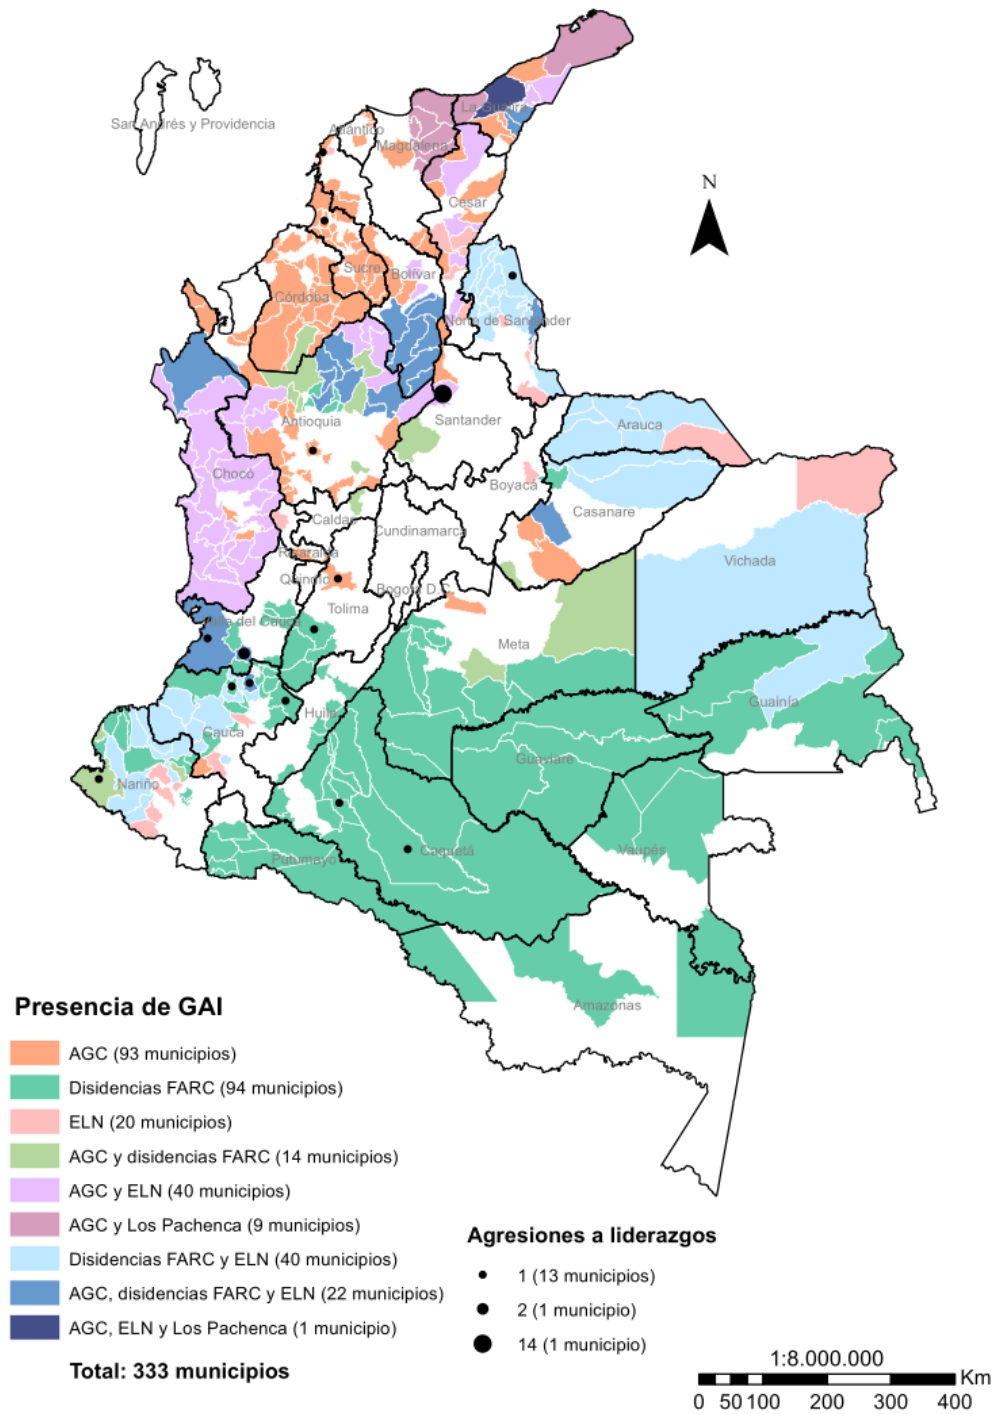 San Andrés y Providencia
Atlántico
La Guajira
Magdalena
Cesar
N
Sucre
Bolívar
Córdoba
Norte de Santander
Antioquia
Santander
Arauca
Chocó
Boyacá
Casanare
Caldas
Cundinamarca
Risaralda
Vichada
Quindío
Bogotá D.C.
Tolima
Valle del Cauca
Meta
Guainía
Huila
Cauca
Guaviare
Nariño
Caquetá
Vaupés
Putumayo
Amazonas
Presencia de GAI
AGC (93 municipios)
Disidencias FARC (94 municipios)
ELN (20 municipios)
AGC y disidencias FARC (14 municipios)
AGC y ELN (40 municipios)
AGC y Los Pachenca (9 municipios)
Disidencias FARC y ELN (40 municipios)
AGC, disidencias FARC y ELN (22 municipios)
AGC, ELN y Los Pachenca (1 municipio)
Total: 333 municipios
Agresiones a liderazgos
1 (13 municipios)
2 (1 municipio)
14 (1 municipio)
1:8.000.000
Km
0 50 100 200 300 400